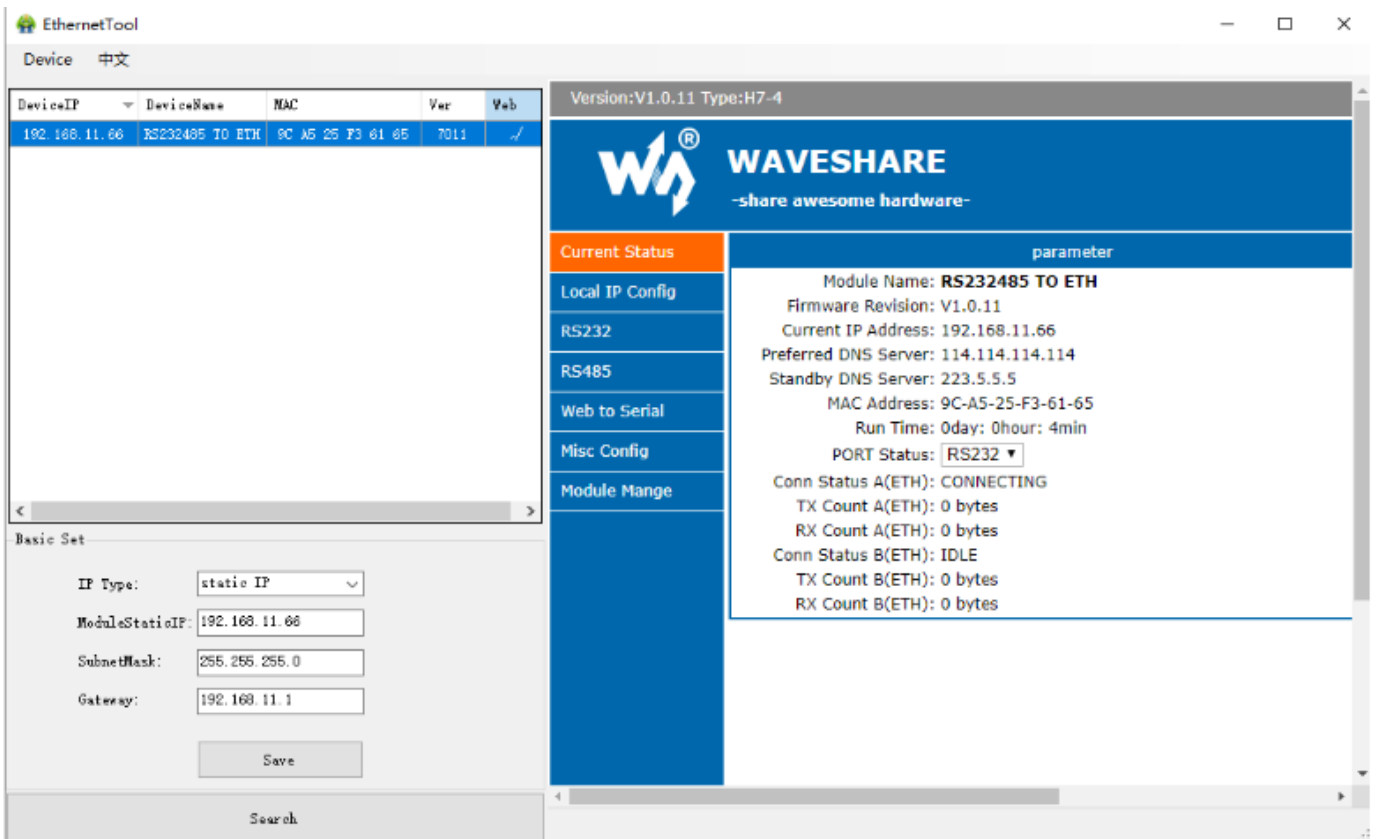 EthernetTool
Device 中文
DeviceIP DeviceName MAC Ver Web
192.168.11.66 RS232485 TO ETH 9C A5 25 F3 61 65 7011 √
Basic Set
IP Type: static IP
ModuleStaticIP: 192.168.11.66
SubnetMask: 255.255.255.0
Gateway: 192.168.11.1
Save
Search
Version:V1.0.11 Type:H7-4
®
WAVESHARE
-share awesome hardware-
Current Status
Local IP Config
RS232
RS485
Web to Serial
Misc Config
Module Mange
parameter
Module Name: RS232485 TO ETH
Firmware Revision: V1.0.11
Current IP Address: 192.168.11.66
Preferred DNS Server: 114.114.114.114
Standby DNS Server: 223.5.5.5
MAC Address: 9C-A5-25-F3-61-65
Run Time: 0day: 0hour: 4min
PORT Status: RS232
Conn Status A(ETH): CONNECTING
TX Count A(ETH): 0 bytes
RX Count A(ETH): 0 bytes
Conn Status B(ETH): IDLE
TX Count B(ETH): 0 bytes
RX Count B(ETH): 0 bytes